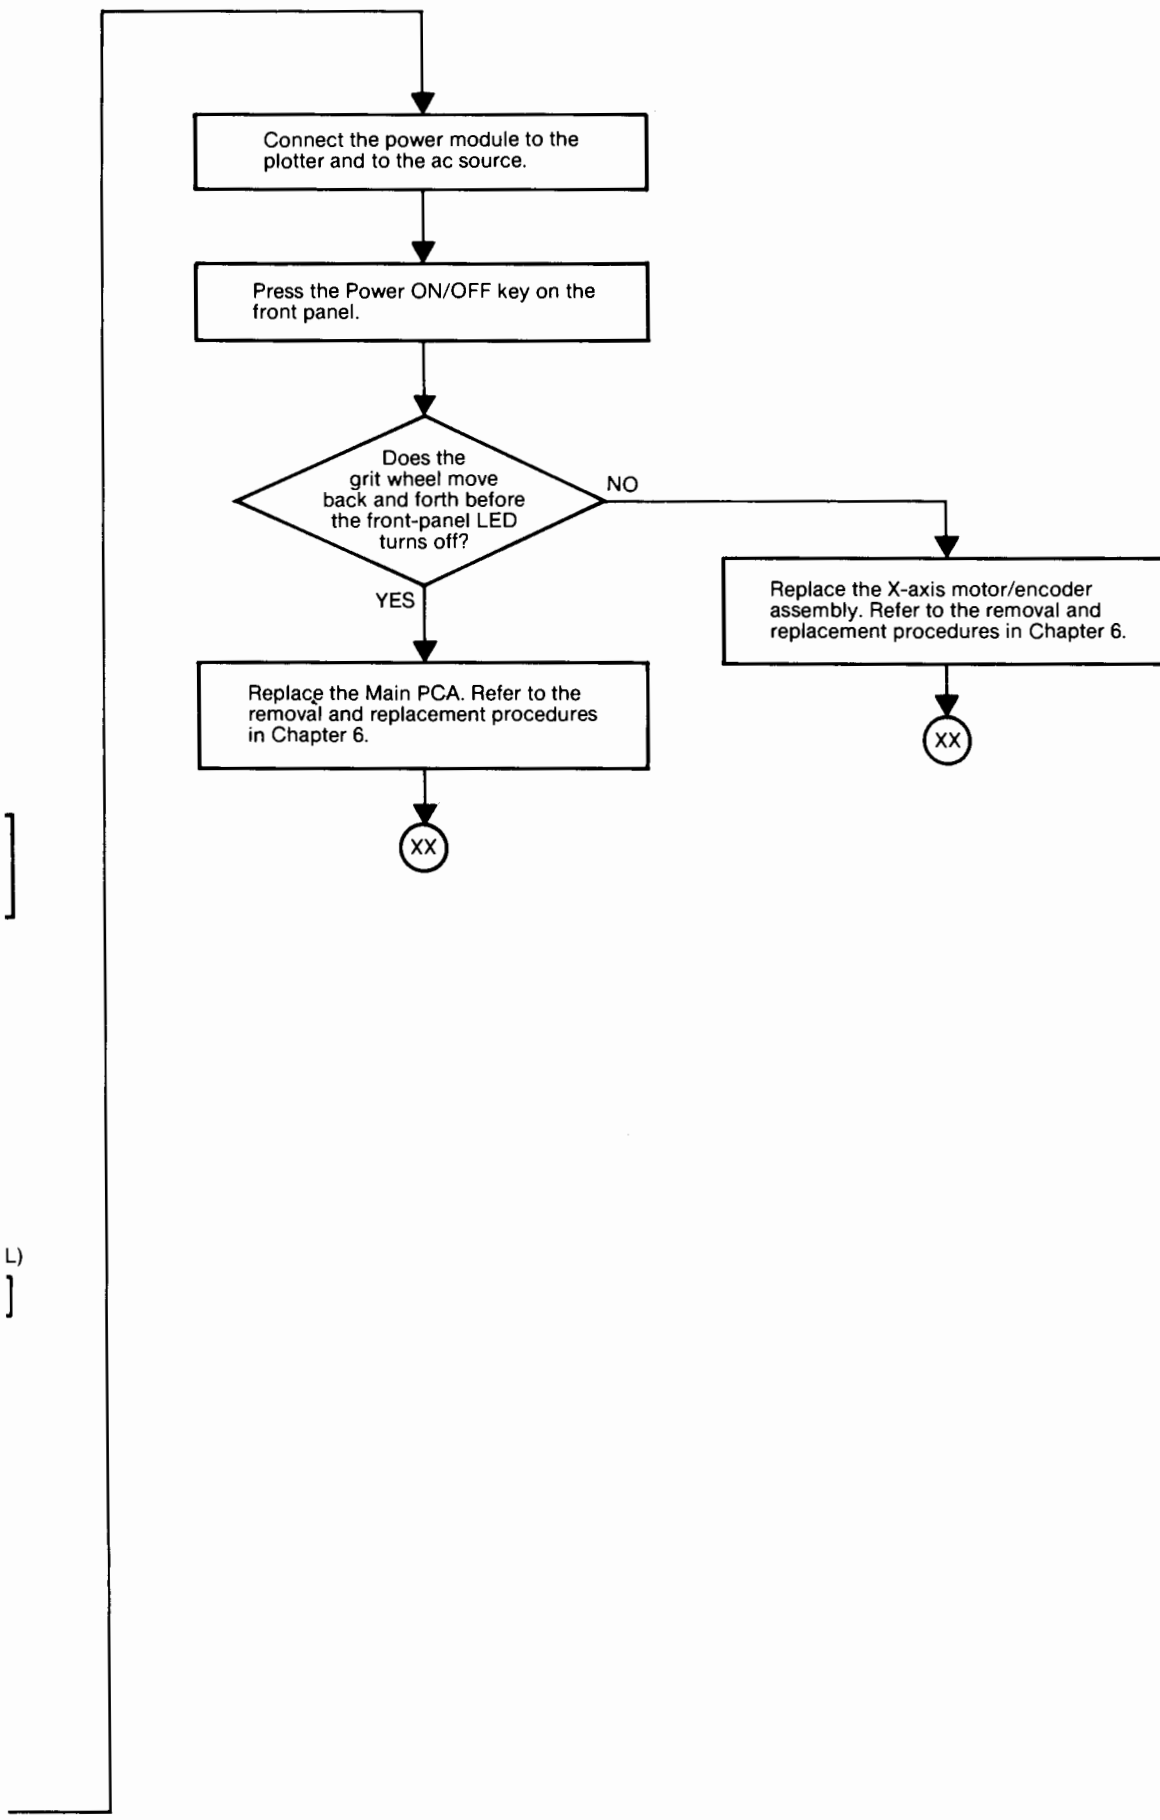 Connect the power module to the
plotter and to the ac source.
Press the Power ON/OFF key on the
front panel.
Does the
grit wheel move
back and forth before
the front-panel LED
turns off?
NO
YES
Replace the X-axis motor/encoder
assembly. Refer to the removal and
replacement procedures in Chapter 6.
Replace the Main PCA. Refer to the
removal and replacement procedures
in Chapter 6.
XX
XX
L)